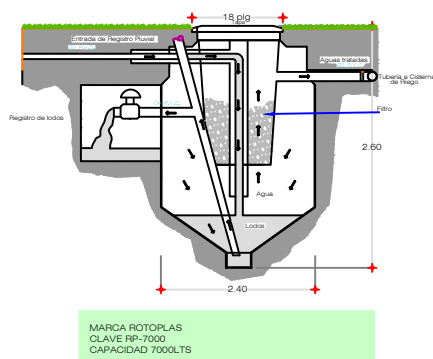 18 plg
Tapa
Entrada de Registro Pluvial
Aguas tratadas
Tubería a Cisterna
de Riego
Filtro
Registro de lodos
2.60
Agua
Lodos
2.40
MARCA ROTOPLAS
CLAVE RP-7000
CAPACIDAD 7000LTS